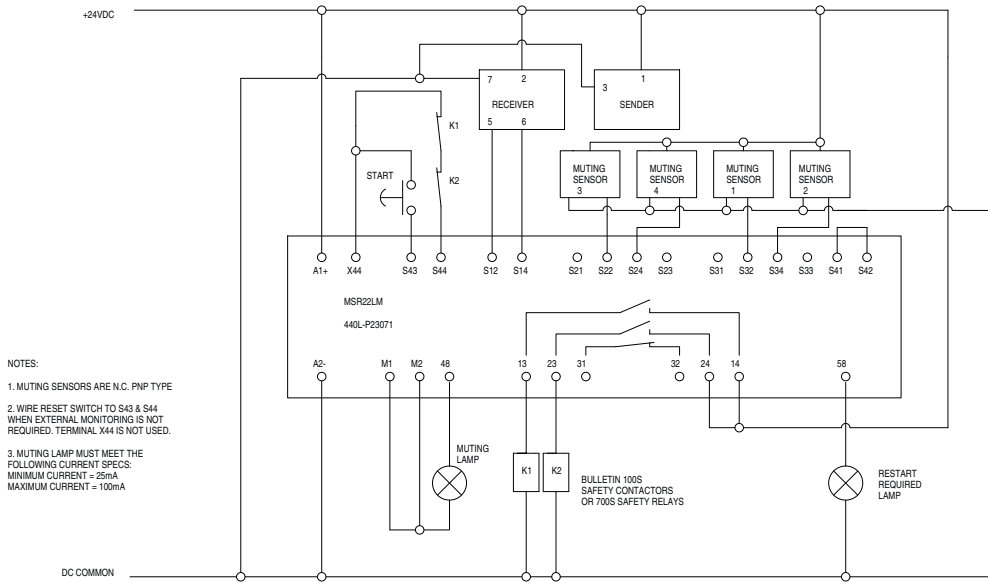 +24VDC
7 2
RECEIVER
5 6
1
3
SENDER
K1
K2
START
MUTING
SENSOR
3
MUTING
SENSOR
4
MUTING
SENSOR
1
MUTING
SENSOR
2
A1+ X44 S43 S44 S12 S14 S21 S22 S24 S23 S31 S32 S34 S33 S41 S42
MSR22LM
440L-P23071
A2- M1 M2 48 13 23 31 32 24 14 58
NOTES:
1. MUTING SENSORS ARE N.C. PNP TYPE
2. WIRE RESET SWITCH TO S43 & S44
WHEN EXTERNAL MONITORING IS NOT
REQUIRED. TERMINAL X44 IS NOT USED.
3. MUTING LAMP MUST MEET THE
FOLLOWING CURRENT SPECS:
MINIMUM CURRENT = 25mA
MAXIMUM CURRENT = 100mA
MUTING
LAMP
K1 K2
BULLETIN 100S
SAFETY CONTACTORS
OR 700S SAFETY RELAYS
RESTART
REQUIRED
LAMP
DC COMMON